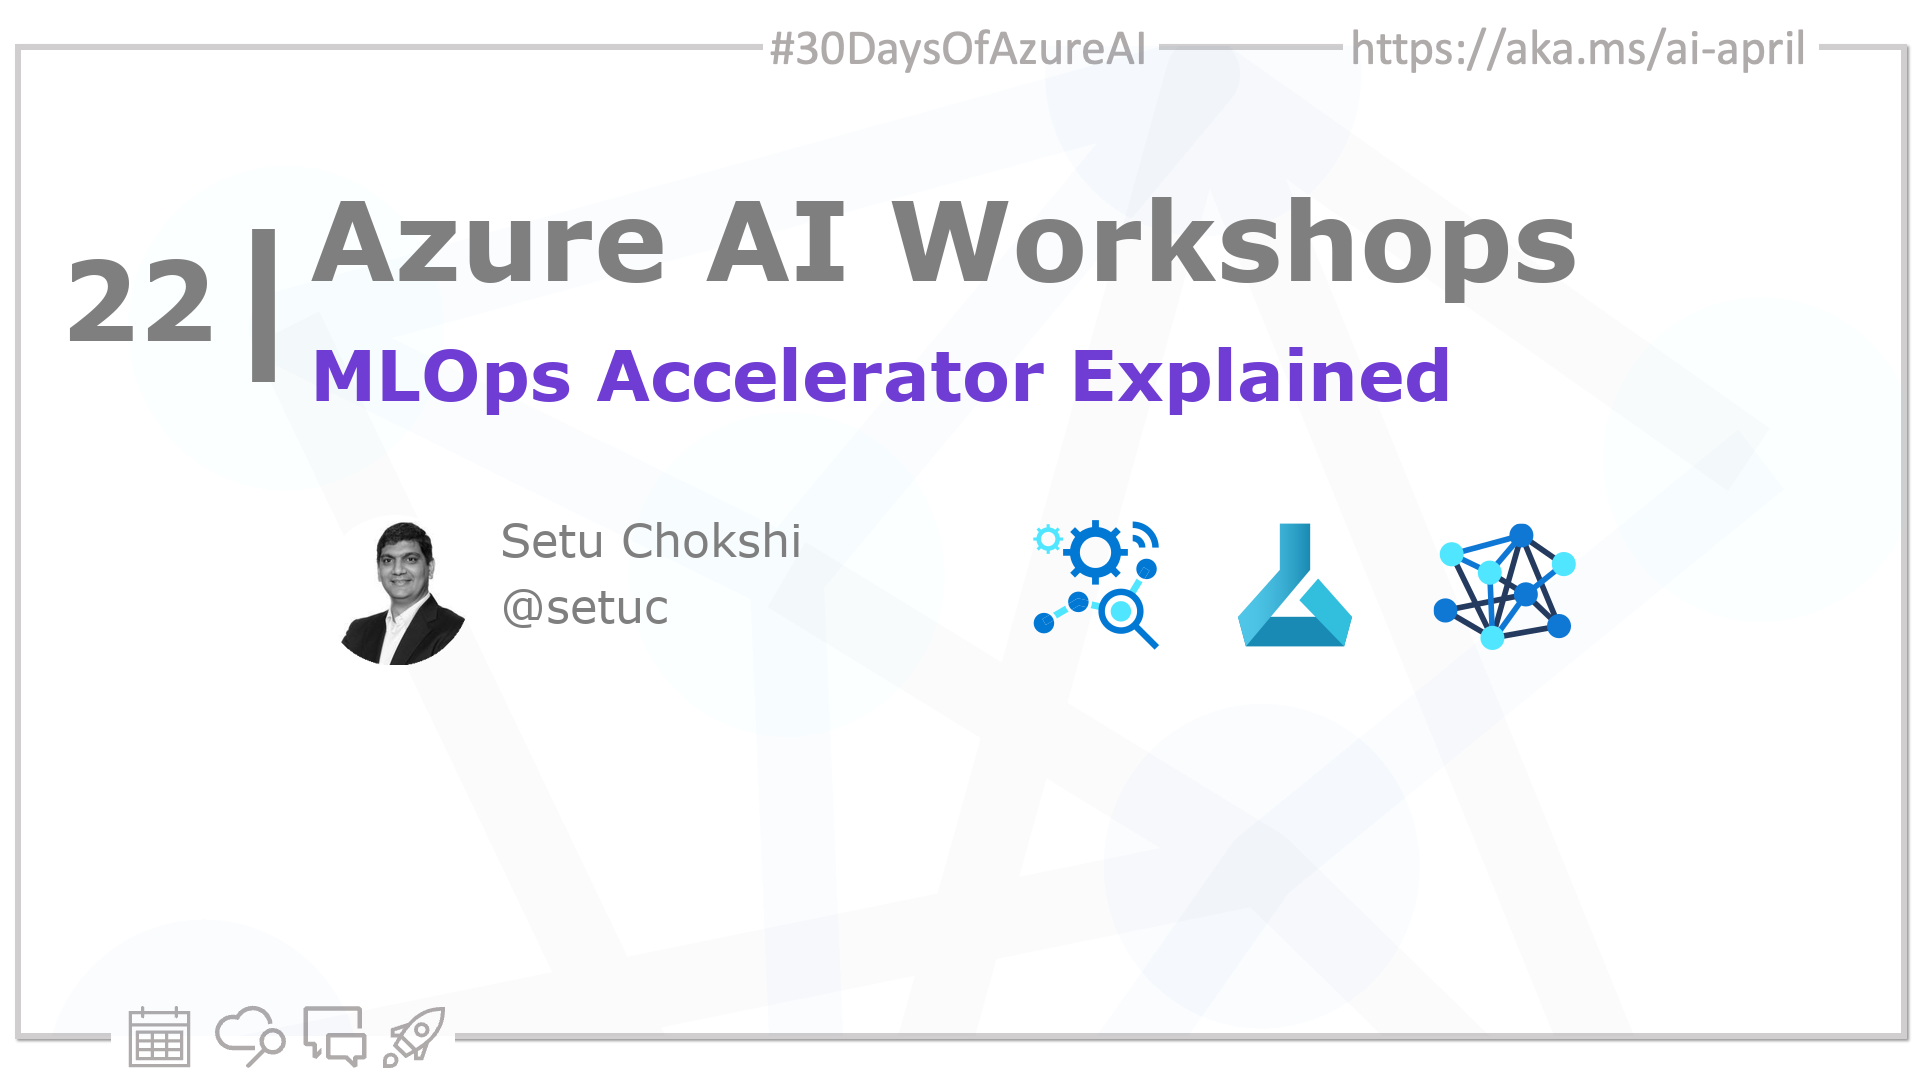 #30DaysOfAzureAI
https://aka.ms/ai-april
22
Azure AI Workshops
MLOps Accelerator Explained
Setu Chokshi
@setuc